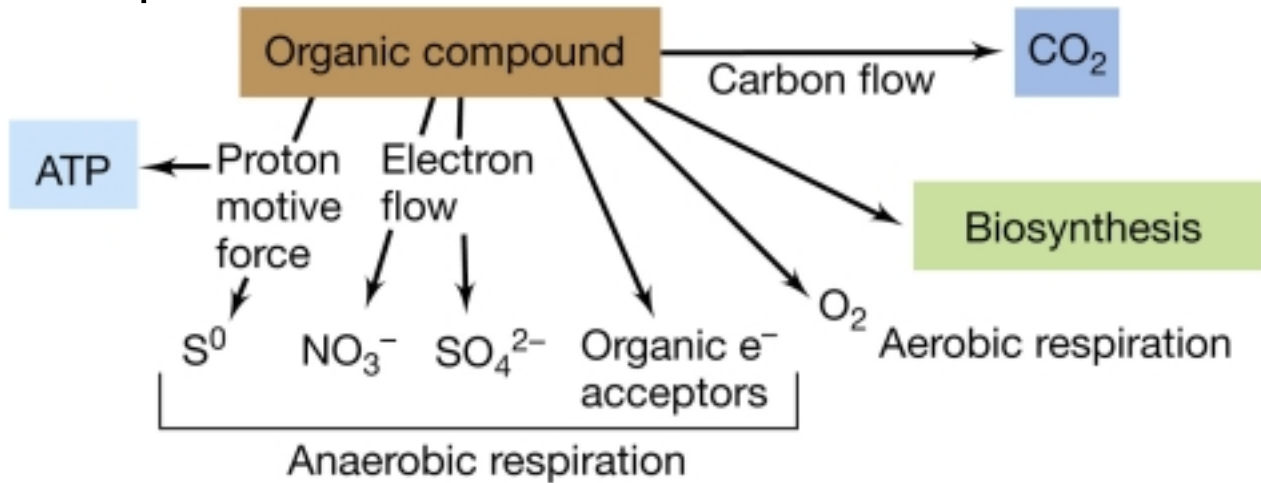 Organic compound
CO₂
Carbon flow
ATP
Proton
motive
force
Electron
flow
Biosynthesis
S⁰
NO₃⁻
SO₄²⁻
Organic e⁻
acceptors
O₂
Aerobic respiration
Anaerobic respiration